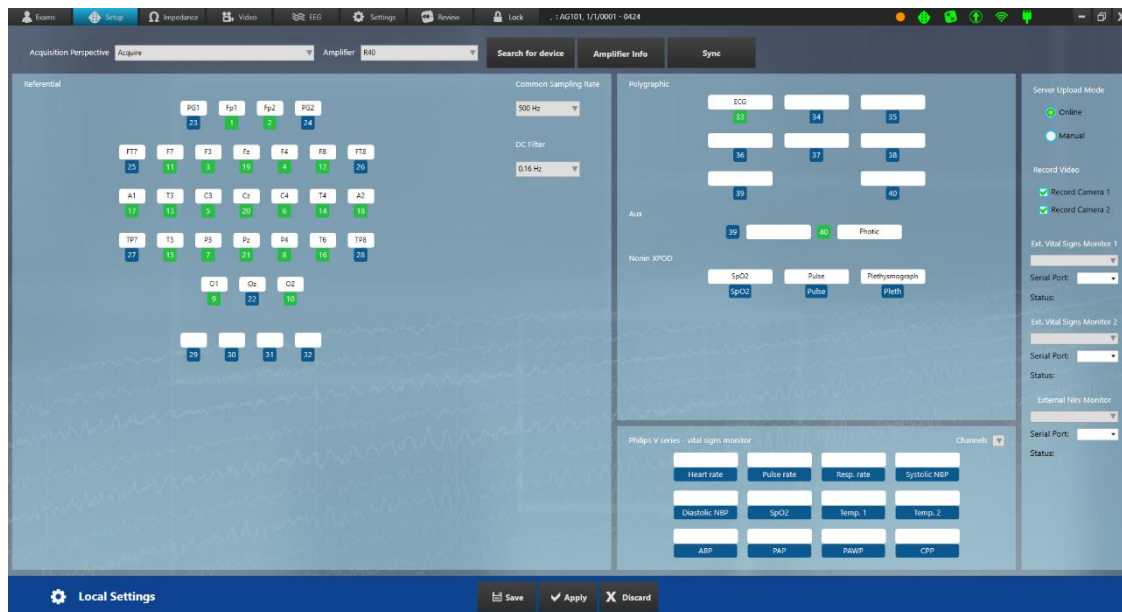 Exams Setup Impedance Video EEG Settings Review Lock , : AG101, 1/1/0001 - 0424
Acquisition Perspective Acquire Amplifier R40 Search for device Amplifier Info Sync
Referential
Common Sampling Rate
500 Hz
DC Filter
0.16 Hz
PG1 Fp1 Fp2 PG2
23 1 2 24
FT7 F7 F3 Fz F4 F8 FT8
25 11 3 19 4 12 26
A1 T3 C3 Cz C4 T4 A2
17 13 5 20 6 14 18
TP7 T5 P3 Pz P4 T6 TP8
27 15 7 21 8 16 28
O1 Oz O2
9 22 10
29 30 31 32
Polygraphic
ECG
33 34 35
36 37 38
39 40
Aux
39 40 Photic
Nonin XPOD
SpO2 Pulse Plethysmograph
SpO2 Pulse Pleth
Philips V series - vital signs monitor Channels
Heart rate Pulse rate Resp. rate Systolic NBP
Diastolic NBP SpO2 Temp. 1 Temp. 2
ABP PAP PAWP CPP
Server Upload Mode
Online
Manual
Record Video
Record Camera 1
Record Camera 2
Ext. Vital Signs Monitor 1
Serial Port:
Status:
Ext. Vital Signs Monitor 2
Serial Port:
Status:
External Nirs Monitor
Serial Port:
Status:
Local Settings Save Apply Discard